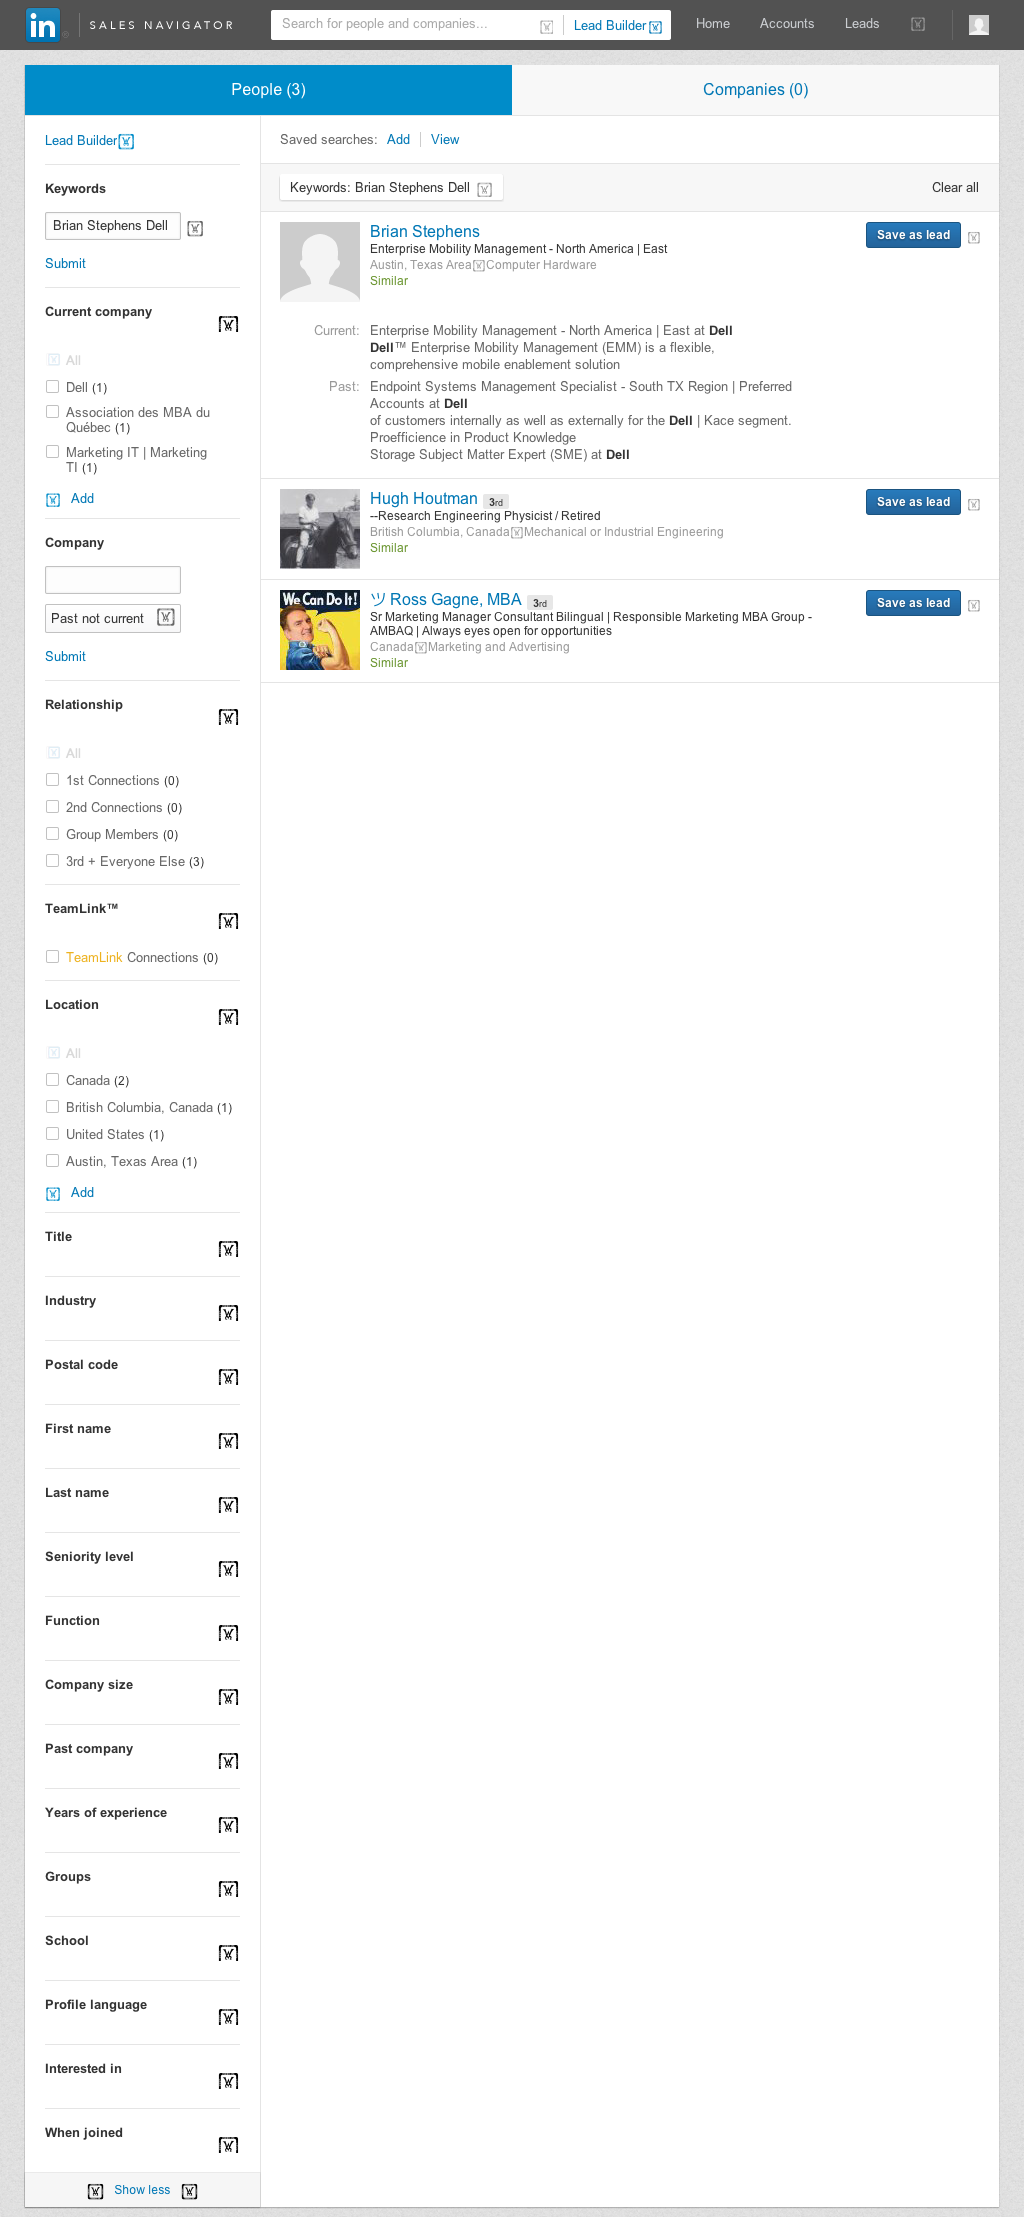 in SALES NAVIGATOR
Search for people and companies...
Lead Builder
Home
Accounts
Leads
People (3)
Companies (0)
Lead Builder
Keywords
Brian Stephens Dell
Submit
Current company
All
Dell (1)
Association des MBA du
Québec (1)
Marketing IT | Marketing
TI (1)
Add
Company
Past not current
Submit
Relationship
All
1st Connections (0)
2nd Connections (0)
Group Members (0)
3rd + Everyone Else (3)
TeamLink™
TeamLink Connections (0)
Location
All
Canada (2)
British Columbia, Canada (1)
United States (1)
Austin, Texas Area (1)
Add
Title
Industry
Postal code
First name
Last name
Seniority level
Function
Company size
Past company
Years of experience
Groups
School
Profile language
Interested in
When joined
Show less
Saved searches: Add View
Keywords: Brian Stephens Dell
Clear all
Brian Stephens
Enterprise Mobility Management - North America | East
Austin, Texas Area Computer Hardware
Similar
Save as lead
Current: Enterprise Mobility Management - North America | East at Dell
Dell™ Enterprise Mobility Management (EMM) is a flexible,
comprehensive mobile enablement solution
Past: Endpoint Systems Management Specialist - South TX Region | Preferred
Accounts at Dell
of customers internally as well as externally for the Dell | Kace segment.
Proefficience in Product Knowledge
Storage Subject Matter Expert (SME) at Dell
Hugh Houtman 3rd
--Research Engineering Physicist / Retired
British Columbia, Canada Mechanical or Industrial Engineering
Similar
Save as lead
We Can Do It!
ツ Ross Gagne, MBA 3rd
Sr Marketing Manager Consultant Bilingual | Responsible Marketing MBA Group -
AMBAQ | Always eyes open for opportunities
Canada Marketing and Advertising
Similar
Save as lead